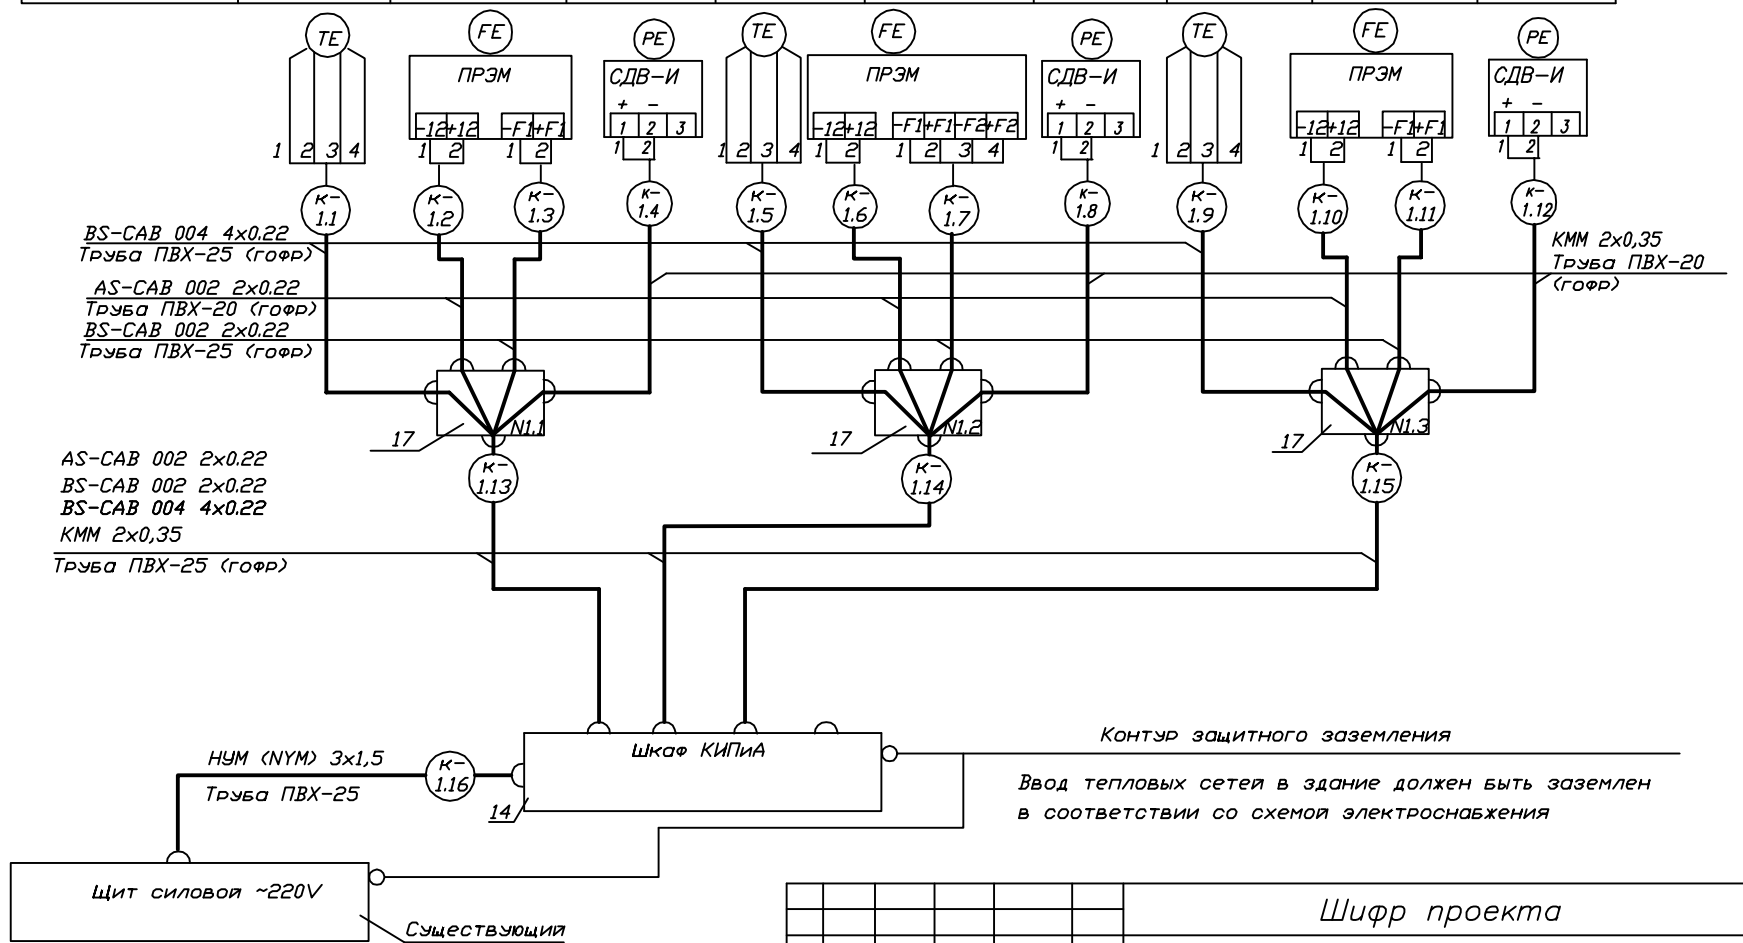 TE FE PE TE FE PE TE FE PE
ПРЭМ СДВ-И ПРЭМ СДВ-И ПРЭМ СДВ-И
+ - + - + -
-12 +12 -F1 +F1 1 2 3 -12 +12 -F1 +F1 -F2 +F2 1 2 3 -12 +12 -F1 +F1 1 2 3
1 2 3 4 1 2 1 2 1 2 1 2 3 4 1 2 1 2 3 4 1 2 1 2 3 4 1 2 1 2 1 2
К-1.1 К-1.2 К-1.3 К-1.4 К-1.5 К-1.6 К-1.7 К-1.8 К-1.9 К-1.10 К-1.11 К-1.12
BS-CAB 004 4x0.22
Труба ПВХ-25 (гофр)
КММ 2x0,35
Труба ПВХ-20
(гофр)
AS-CAB 002 2x0.22
Труба ПВХ-20 (гофр)
BS-CAB 002 2x0.22
Труба ПВХ-25 (гофр)
17 N1.1 17 N1.2 17 N1.3
К-1.13 К-1.14 К-1.15
AS-CAB 002 2x0.22
BS-CAB 002 2x0.22
BS-CAB 004 4x0.22
КММ 2x0,35
Труба ПВХ-25 (гофр)
Шкаф КИПиА
Контур защитного заземления
НУМ (NYM) 3x1,5
К-1.16
Труба ПВХ-25
14
Ввод тепловых сетей в здание должен быть заземлен
в соответствии со схемой электроснабжения
Щит силовой ~220V
Существующий
Шифр проекта